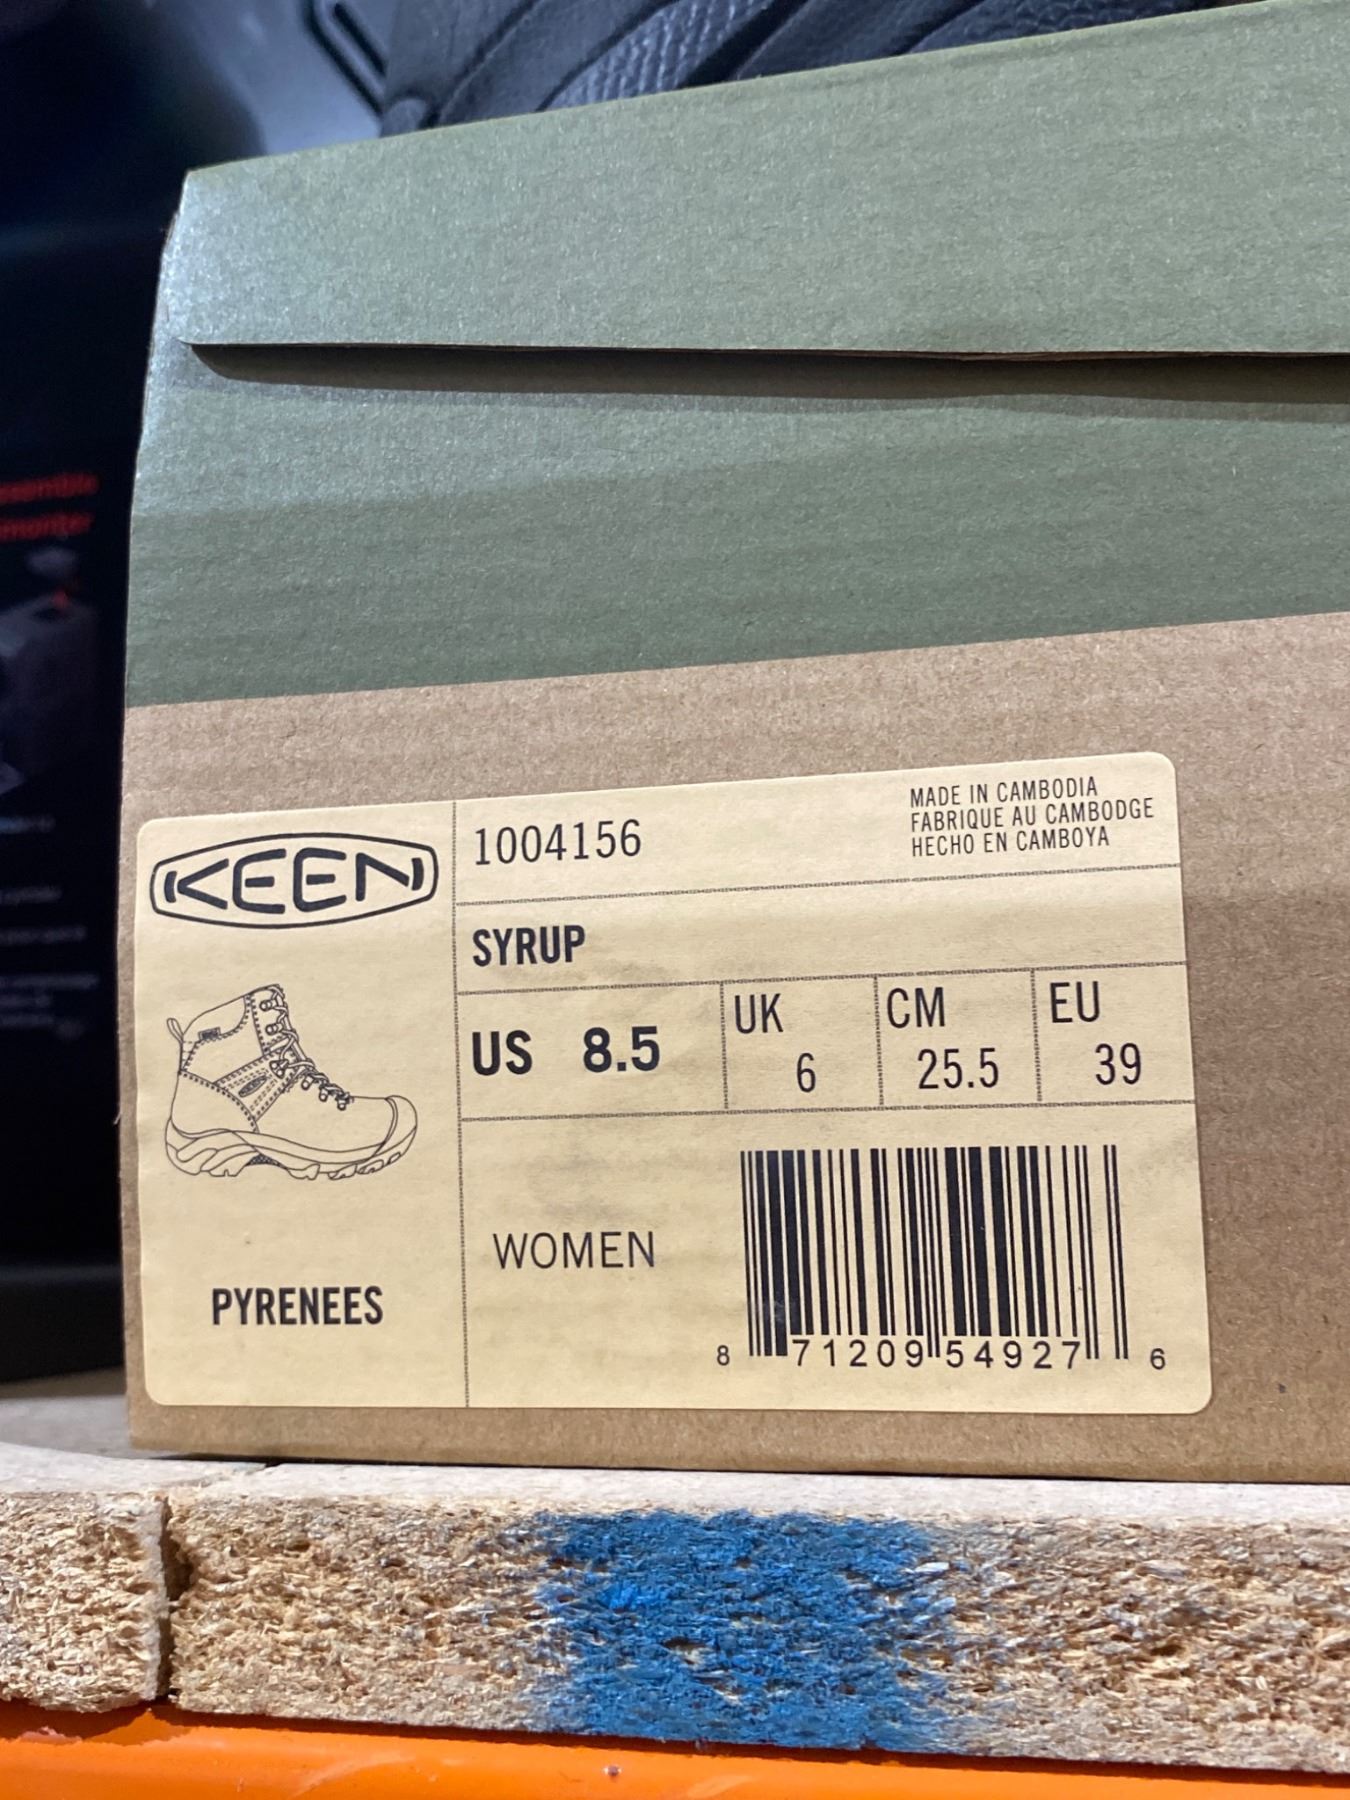 KEEN
1004156
MADE IN CAMBODIA
FABRIQUE AU CAMBODGE
HECHO EN CAMBOYA
SYRUP
US 8.5
UK
6
CM
25.5
EU
39
PYRENEES
WOMEN
8 71209 54927 6